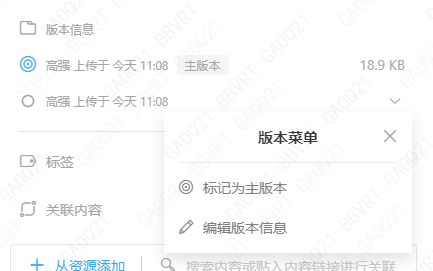 版本信息
高强 上传于 今天 11:08 主版本 18.9 KB
高强 上传于 今天 11:08
版本菜单
标签
标记为主版本
关联内容
编辑版本信息
从资源添加 搜索内容或贴入内容链接进行关联